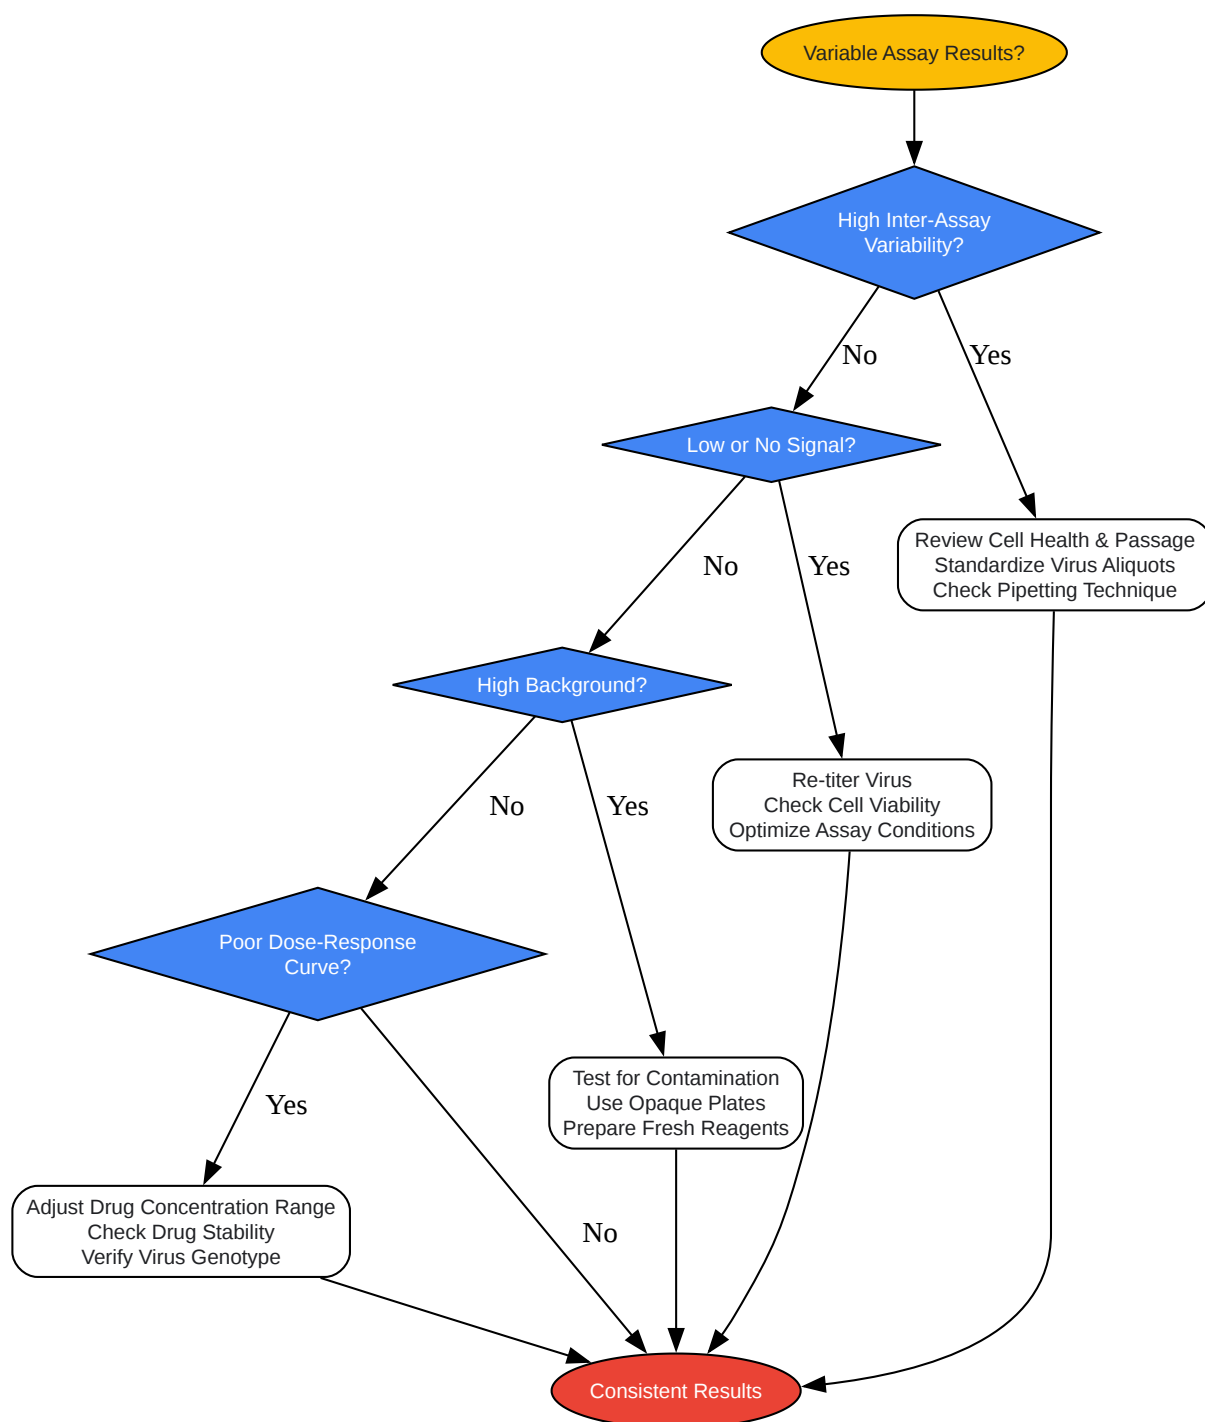 Variable Assay Results?
High Inter-Assay
Variability?
No
Yes
Low or No Signal?
Review Cell Health & Passage
Standardize Virus Aliquots
Check Pipetting Technique
No
Yes
High Background?
Re-titer Virus
Check Cell Viability
Optimize Assay Conditions
No
Yes
Poor Dose-Response
Curve?
Test for Contamination
Use Opaque Plates
Prepare Fresh Reagents
Yes
No
Adjust Drug Concentration Range
Check Drug Stability
Verify Virus Genotype
Consistent Results